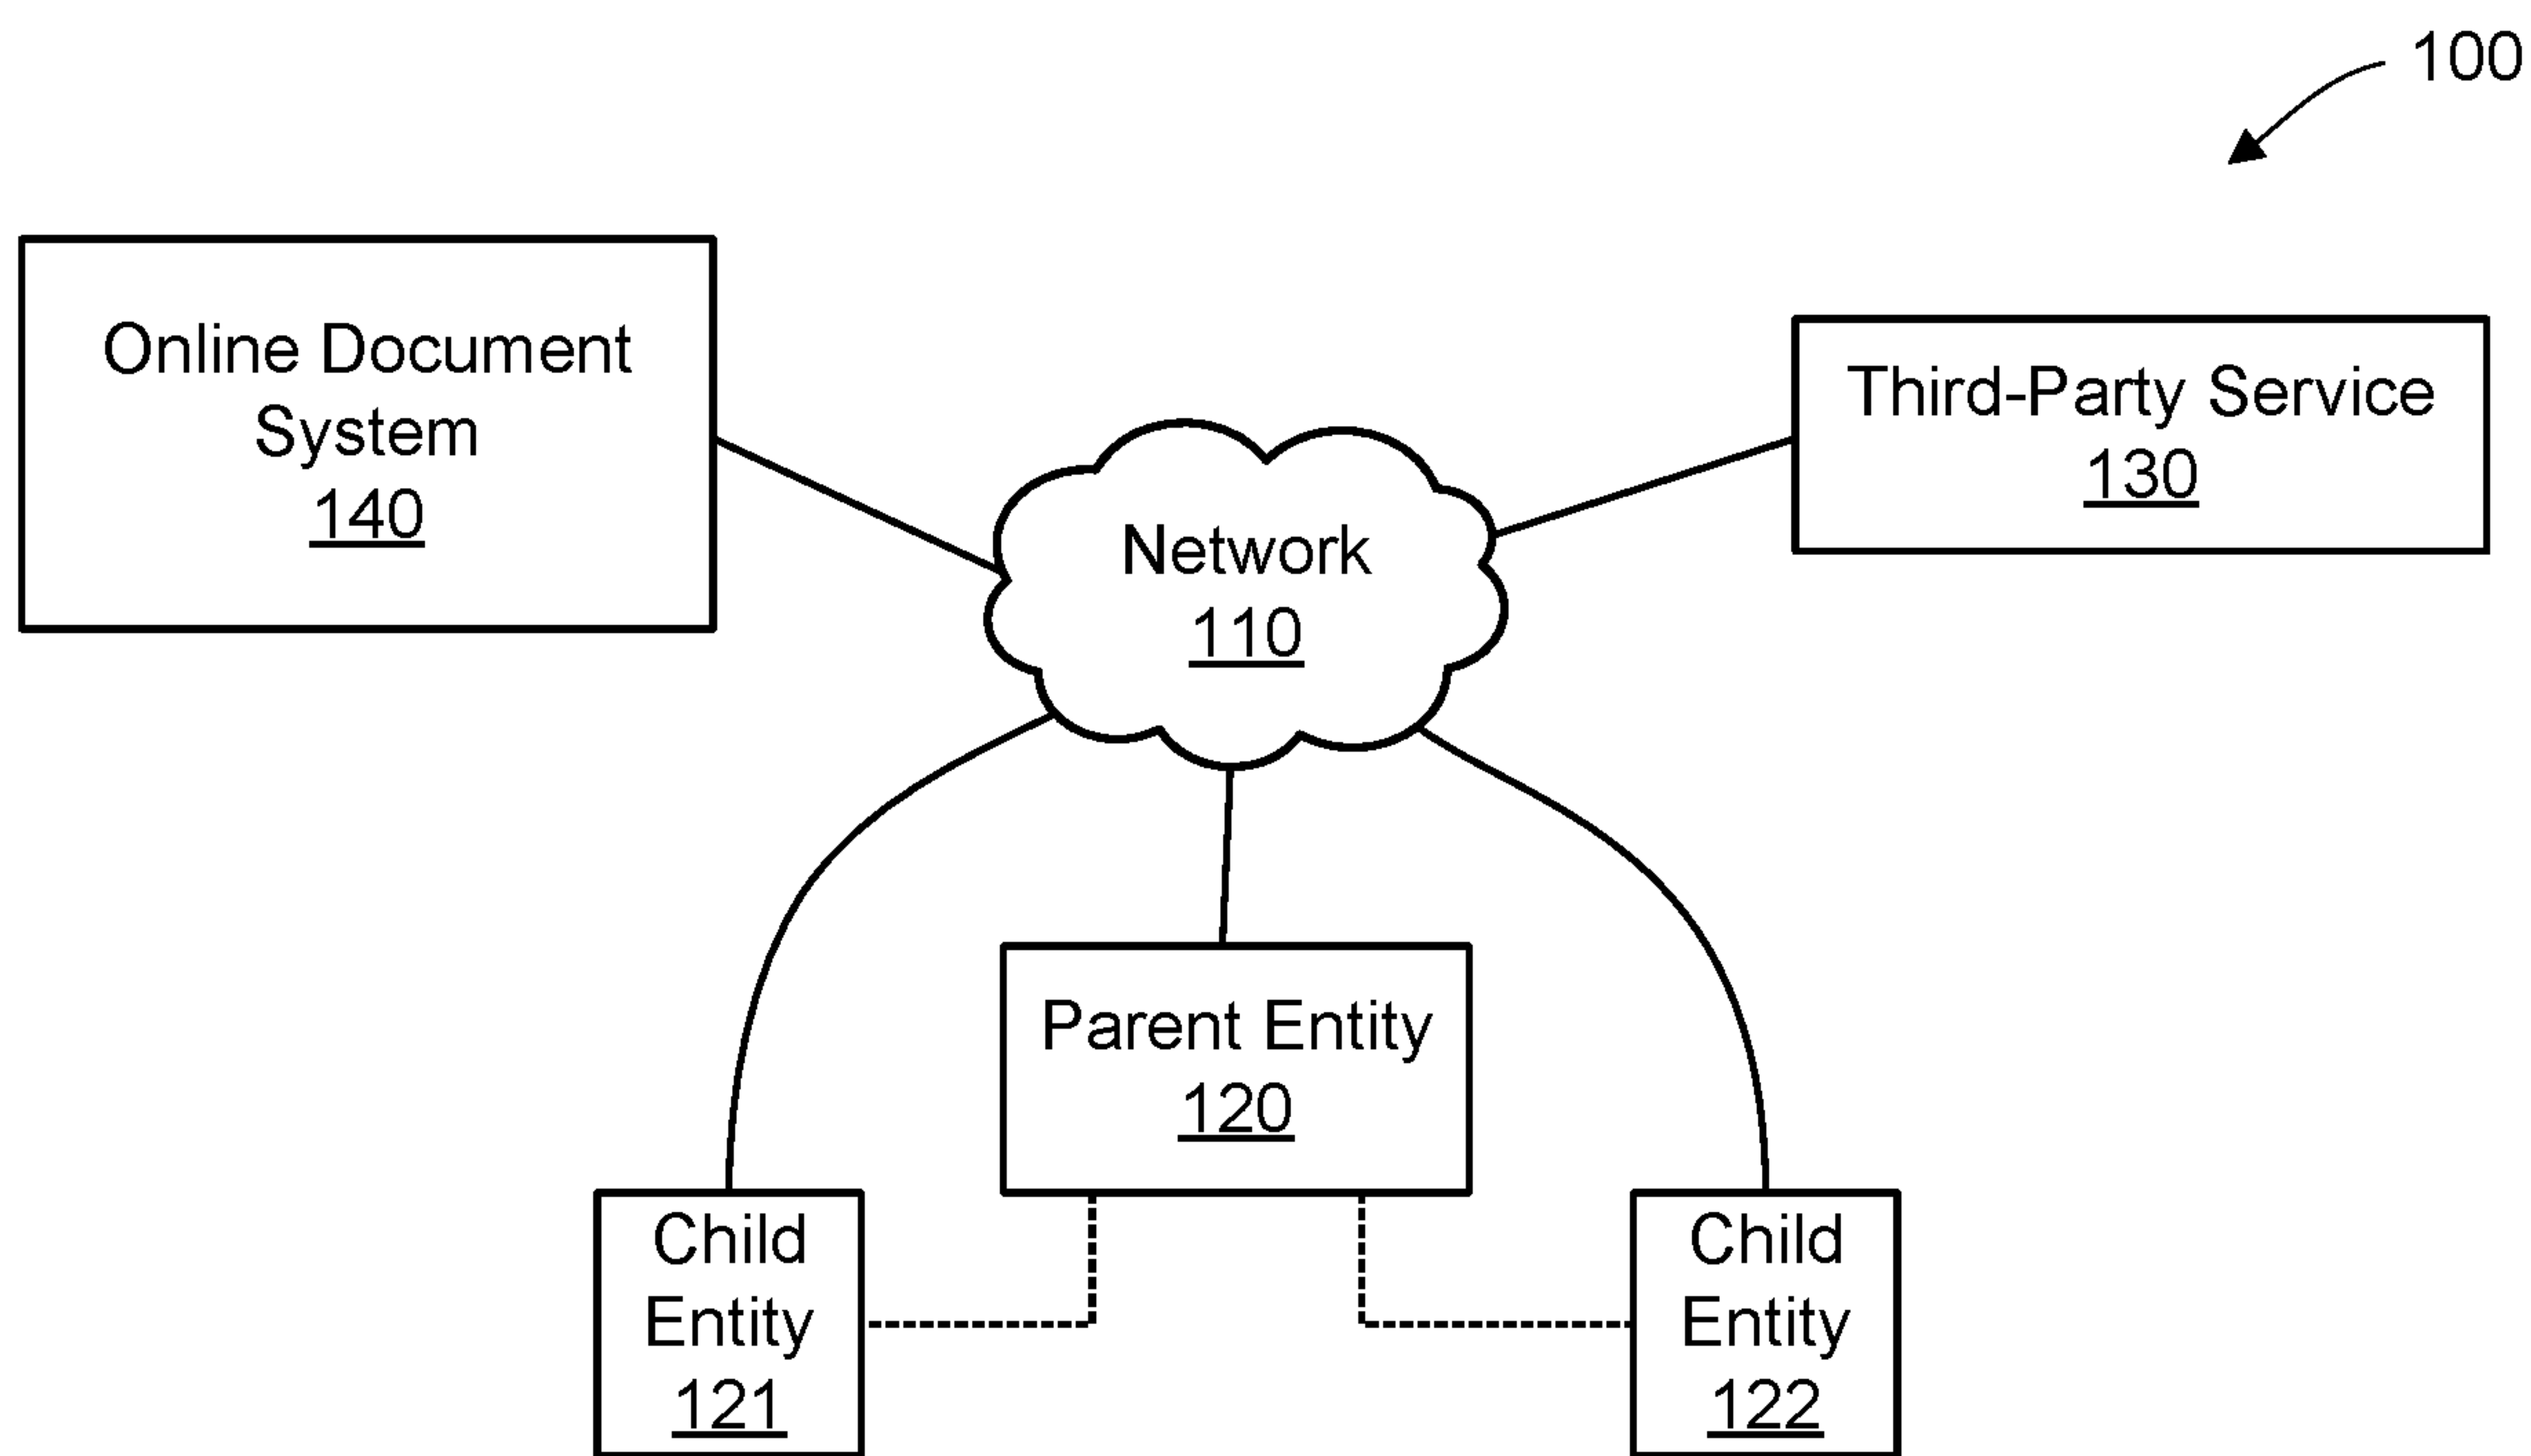 100
Online Document
System
140
Third-Party Service
130
Network
110
Parent Entity
120
Child
Entity
121
Child
Entity
122